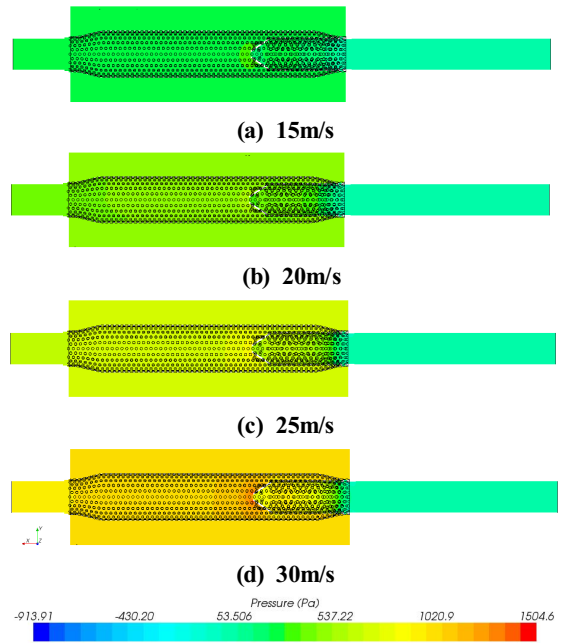 (a) 15m/s
(b) 20m/s
(c) 25m/s
Y
X Z
(d) 30m/s
Pressure (Pa)
-913.91 -430.20 53.506 537.22 1020.9 1504.6